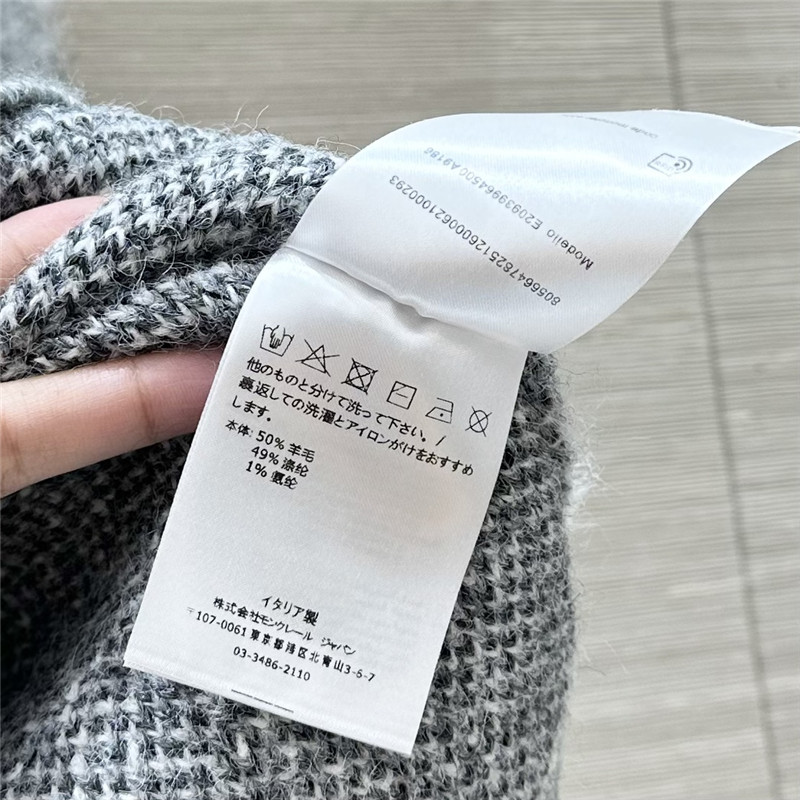 Modello E20939964500 A9186
8056647825126000621000293
他のものと分けて洗って下さい。/
裏返しての洗濯とアイロンがけをおすすめ
します。
本体: 50% 羊毛
49% 涤纶
1% 氨纶
イタリア製
株式会社モンクレール ジャパン
〒107-0061 東京都港区北青山3-6-7
03-3486-2110